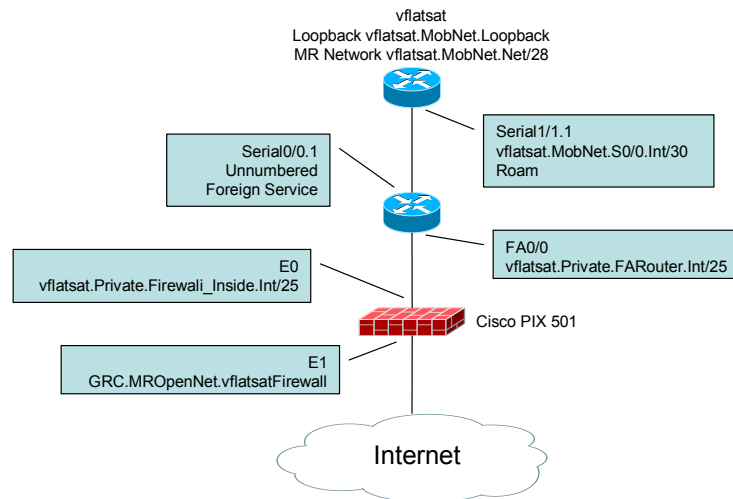 vflatsat
Loopback vflatsat.MobNet.Loopback
MR Network vflatsat.MobNet.Net/28
Serial1/1.1
vflatsat.MobNet.S0/0.Int/30
Roam
Serial0/0.1
Unnumbered
Foreign Service
FA0/0
vflatsat.Private.FARouter.Int/25
E0
vflatsat.Private.Firewali_Inside.Int/25
Cisco PIX 501
E1
GRC.MROpenNet.vflatsatFirewall
Internet